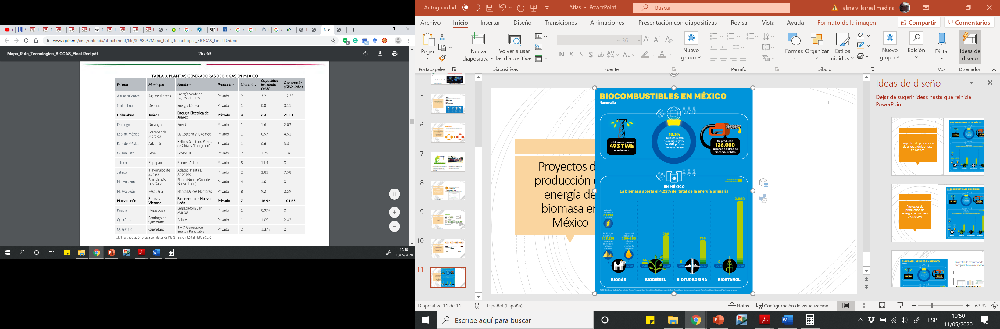 www.gob.mx/cms/uploads/attachment/file/329895/Mapa_Ruta_Tecnologica_BIOGAS_Final-Red.pdf
Mapa_Ruta_Tecnologica_BIOGAS_Final-Red.pdf
26 / 69
TABLA 3. PLANTAS GENERADORAS DE BIOGÁS EN MÉXICO
Estado Municipio Nombre Productor Unidades Capacidad instalada (MW) Generación (GWh/año)
Aguascalientes Aguascalientes Energía Verde de Aguascalientes Privado 2 3.2 12.33
Chihuahua Delicias Energía Láctea Privado 1 0.8 0.11
Chihuahua Juárez Energía Eléctrica de Juárez Privado 4 6.4 25.51
Durango Durango Ener-G Privado 1 1.6 2.03
Edo. de México Ecatepec de Morelos La Costeña y Jugomex Privado 1 0.97 4.51
Edo. de México Atizapán Relleno Sanitario Puerto de Chivos (Energreen) Privado 1 0.6 3.5
Guanajuato León Ecosys III Privado 2 1.75 1.36
Jalisco Zapopan Renova Atlatec Privado 8 11.4 0
Jalisco Tlajomulco de Zúñiga Atlatec, Planta El Ahogado Privado 2 2.85 7.58
Nuevo León San Nicolás de Los Garza Planta Norte (Gob. de Nuevo León) Privado 4 1.6 0
Nuevo León Pesquería Planta Dulces Nombres Privado 8 9.2 0.59
Nuevo León Salinas Victoria Bioenergía de Nuevo León Privado 7 16.96 101.58
Puebla Nopalucan Empacadora San Marcos Privado 1 0.974 0
Querétaro Santiago de Querétaro Atlatec Privado 1 1.05 2.42
Querétaro Querétaro TMQ Generación Energía Renovable Privado 2 1.373 0
FUENTE: Elaboración propia con datos de INERE versión 4.5 (SENER, 2015)
10:50
11/05/2020
Autoguardado
Atlas - PowerPoint
Buscar
aline villarreal medina
Archivo Inicio Insertar Diseño Transiciones Animaciones Presentación con diapositivas Revisar Vista Ayuda Formato de la imagen
Compartir
Comentarios
Pegar
Nueva diapositiva
Volver a usar las diapositivas
36
N K S S ab AV Aa A
Nuevo grupo
Formas
Organizar
Estilos rápidos
Nuevo grupo
Edición
Dictar
Ideas de diseño
Portapapeles Diapositivas Fuente Párrafo Dibujo Voz Diseñador
5
6
7
8
9
10
11
Proyectos d
producción
energía de
biomasa en
México
11
BIOCOMBUSTIBLES EN MÉXICO
Numeralia
La biomasa generá
493 TWh
anualmente
10.3%
del suministro
de energía global
En 2014 provino
de esta fuente
Se producen
126,000
millones de litros de
biocombustibles
EN MÉXICO
La biomasa aporta el 4.22% del total de la energía primaria
potencial
superior a
7 TWh
por año
En 2014, se
generaron
103,125
toneladas
de residuos
sólidos
urbanos
capacidad
instalada de
200-250
millones
de m³
anuales de
biometano
2030
66
900
2030
0
750
2030
0
2,000
2030
BIOGÁS
BIODIÉSEL
BIOTURBOSINA
BIOETANOL
Ideas de diseño
Dejar de sugerir ideas hasta que reinicie
PowerPoint.
Proyectos de producción
de energía de biomasa
en México
BIOCOMBUSTIBLES EN MÉXICO
Proyectos de
producción de
energía de biomasa
en México
BIOCOMBUSTIBLES EN MÉXICO
BIOCOMBUSTIBLES EN MÉXICO
Proyectos de producción de
Diapositiva 11 de 11
Español (España)
Notas
Configuración de visualización
63 %
Escribe aquí para buscar
ESP
10:50
11/05/2020